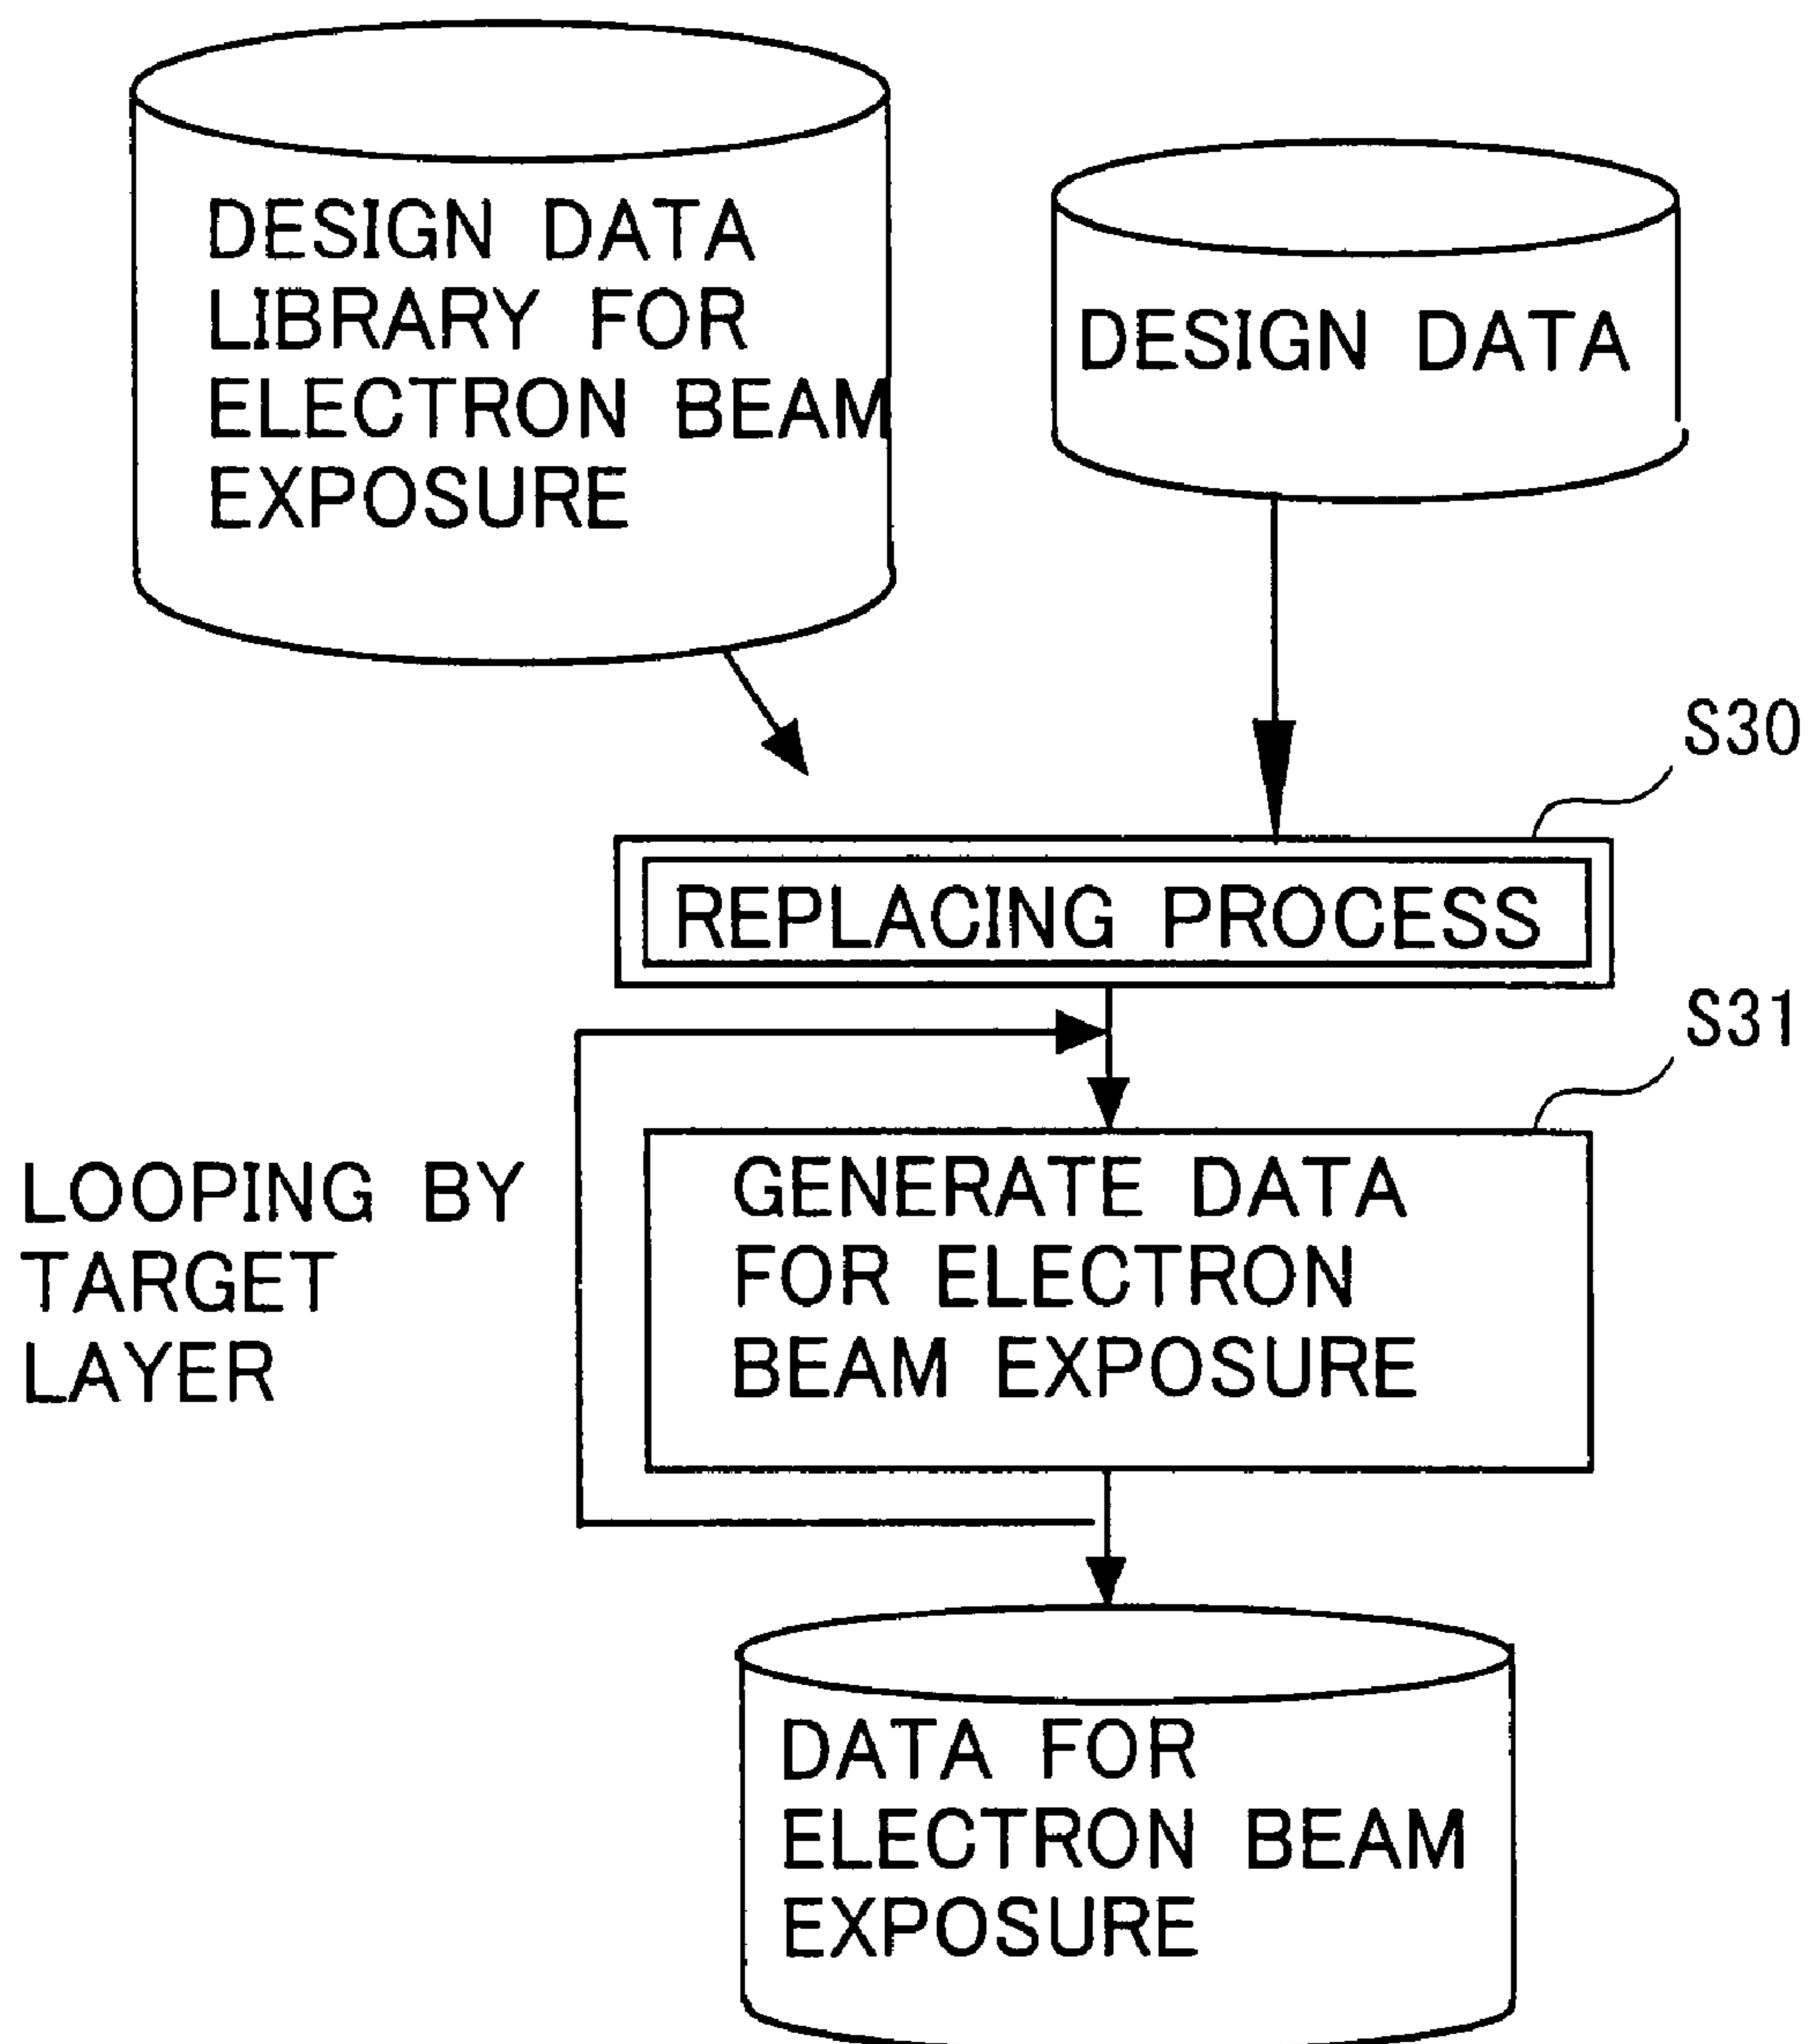 DESIGN DATA
LIBRARY FOR
ELECTRON BEAM
EXPOSURE
DESIGN DATA
S30
REPLACING PROCESS
S31
LOOPING BY
TARGET
LAYER
GENERATE DATA
FOR ELECTRON
BEAM EXPOSURE
DATA FOR
ELECTRON BEAM
EXPOSURE